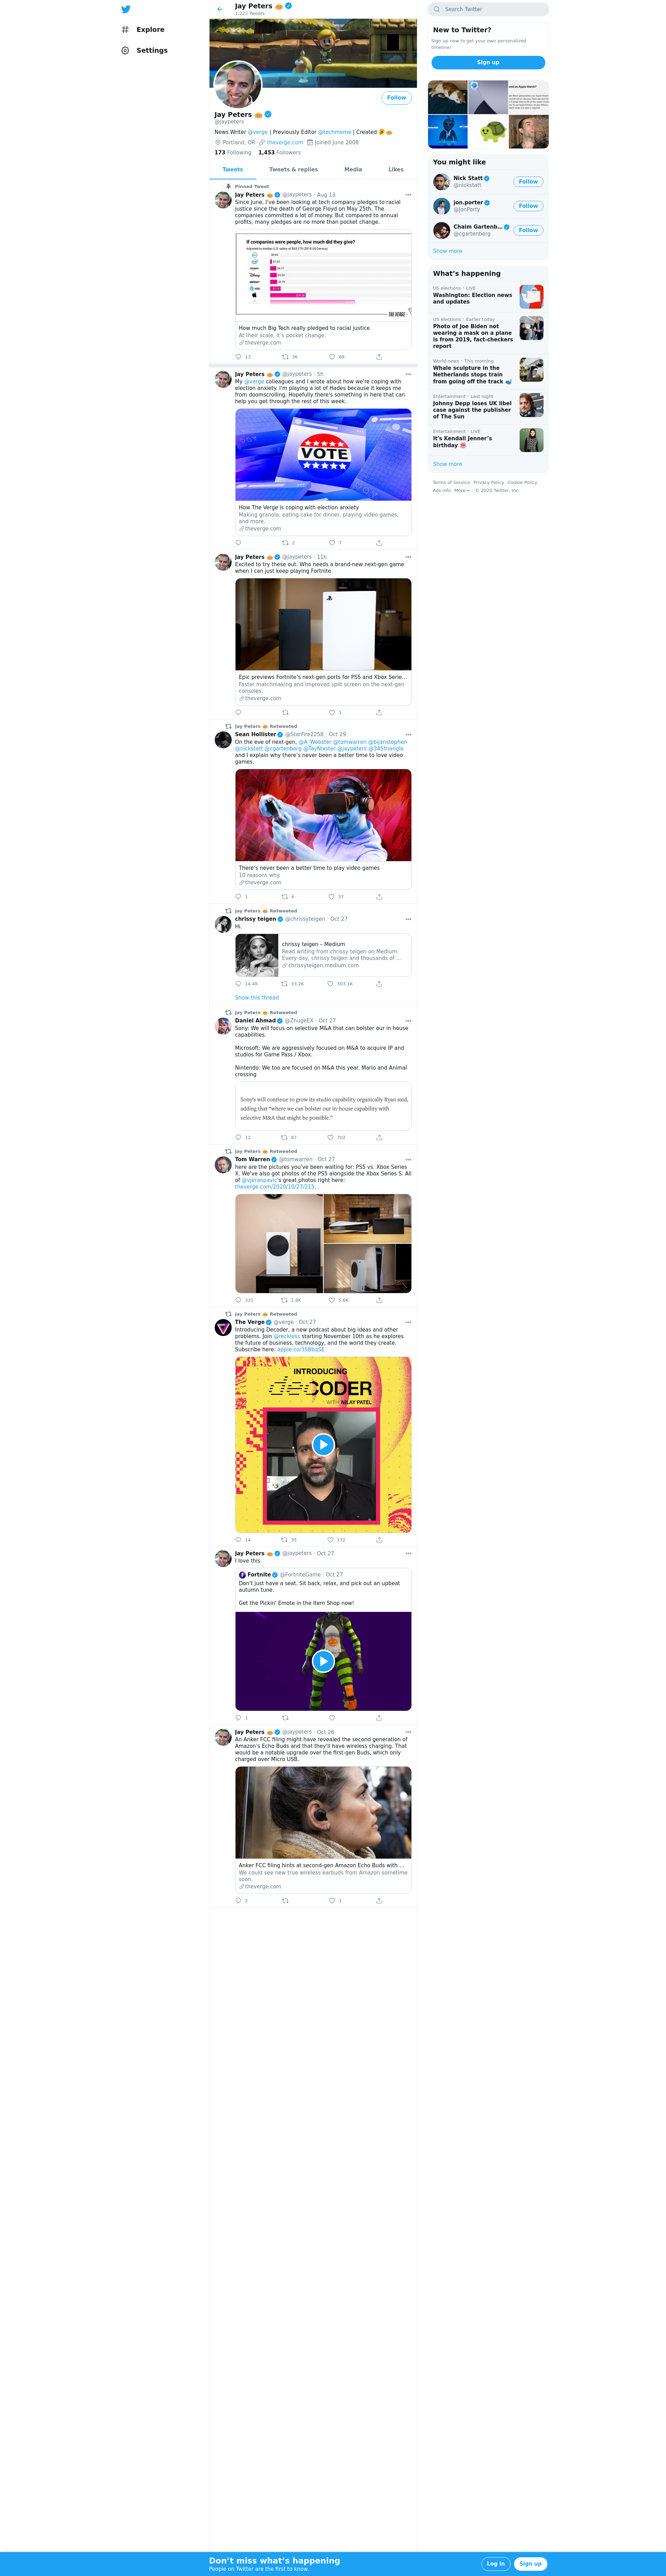 Explore
Settings
Jay Peters
1,222 Tweets
Follow
Jay Peters
@jaypeters
News Writer @verge | Previously Editor @techmeme | Created
Portland, OR theverge.com Joined June 2008
173 Following 1,453 Followers
Tweets Tweets & replies Media Likes
Pinned Tweet
Jay Peters @jaypeters · Aug 13
Since June, I've been looking at tech company pledges to racial
justice since the death of George Floyd on May 25th. The
companies committed a lot of money. But compared to annual
profits, many pledges are no more than pocket change.
If companies were people, how much did they give?
THE VERGE
How much Big Tech really pledged to racial justice
At their scale, it's pocket change.
theverge.com
13 36 68
Jay Peters @jaypeters · 5h
My @verge colleagues and I wrote about how we're coping with
election anxiety. I'm playing a lot of Hades because it keeps me
from doomscrolling. Hopefully there's something in here that can
help you get through the rest of this week.
VOTE
How The Verge is coping with election anxiety
Making granola, eating cake for dinner, playing video games,
and more.
theverge.com
2 7
Jay Peters @jaypeters · 11h
Excited to try these out. Who needs a brand-new next-gen game
when I can just keep playing Fortnite
Epic previews Fortnite's next-gen ports for PS5 and Xbox Serie...
Faster matchmaking and improved split screen on the next-gen
consoles.
theverge.com
1
Jay Peters Retweeted
Sean Hollister @StarFire2258 · Oct 29
On the eve of next-gen, @A_Webster @tomwarren @bijanstephen
@nickstatt @cgartenberg @TayNixster @jaypeters @345triangle
and I explain why there's never been a better time to love video
games.
There's never been a better time to play video games
10 reasons why.
theverge.com
1 6 37
Jay Peters Retweeted
chrissy teigen @chrissyteigen · Oct 27
Hi,
chrissy teigen – Medium
Read writing from chrissy teigen on Medium.
Every day, chrissy teigen and thousands of ...
chrissyteigen.medium.com
14.4K 33.2K 303.1K
Show this thread
Jay Peters Retweeted
Daniel Ahmad @ZhugeEX · Oct 27
Sony: We will focus on selective M&A that can bolster our in house
capabilities.
Microsoft: We are aggressively focused on M&A to acquire IP and
studios for Game Pass / Xbox.
Nintendo: We too are focused on M&A this year. Mario and Animal
crossing
Sony's will continue to grow its studio capability organically Ryan said,
adding that "where we can bolster our in-house capability with
selective M&A that might be possible."
12 87 702
Jay Peters Retweeted
Tom Warren @tomwarren · Oct 27
here are the pictures you've been waiting for: PS5 vs. Xbox Series
X. We've also got photos of the PS5 alongside the Xbox Series S. All
of @vjeranpavic's great photos right here:
theverge.com/2020/10/27/215...
332 1.8K 5.6K
Jay Peters Retweeted
The Verge @verge · Oct 27
Introducing Decoder, a new podcast about big ideas and other
problems. Join @reckless starting November 10th as he explores
the future of business, technology, and the world they create.
Subscribe here: apple.co/35BbqSE
INTRODUCING
decODER
WITH NILAY PATEL
14 35 172
Jay Peters @jaypeters · Oct 27
I love this
Fortnite @FortniteGame · Oct 27
Don't just have a seat. Sit back, relax, and pick out an upbeat
autumn tune.
Get the Pickin' Emote in the Item Shop now!
1
Jay Peters @jaypeters · Oct 26
An Anker FCC filing might have revealed the second generation of
Amazon's Echo Buds and that they'll have wireless charging. That
would be a notable upgrade over the first-gen Buds, which only
charged over Micro USB.
Anker FCC filing hints at second-gen Amazon Echo Buds with ...
We could see new true wireless earbuds from Amazon sometime
soon.
theverge.com
2 1
Search Twitter
New to Twitter?
Sign up now to get your own personalized
timeline!
Sign up
You might like
Nick Statt
@nickstatt
Follow
jon.porter
@JonPorty
Follow
Chaim Gartenb...
@cgartenberg
Follow
Show more
What's happening
US elections · LIVE
Washington: Election news
and updates
US elections · Earlier today
Photo of Joe Biden not
wearing a mask on a plane
is from 2019, fact-checkers
report
World news · This morning
Whale sculpture in the
Netherlands stops train
from going off the track
Entertainment · Last night
Johnny Depp loses UK libel
case against the publisher
of The Sun
Entertainment · LIVE
It's Kendall Jenner's
birthday
Show more
Terms of Service Privacy Policy Cookie Policy
Ads info More © 2020 Twitter, Inc.
Don't miss what's happening
People on Twitter are the first to know.
Log in
Sign up